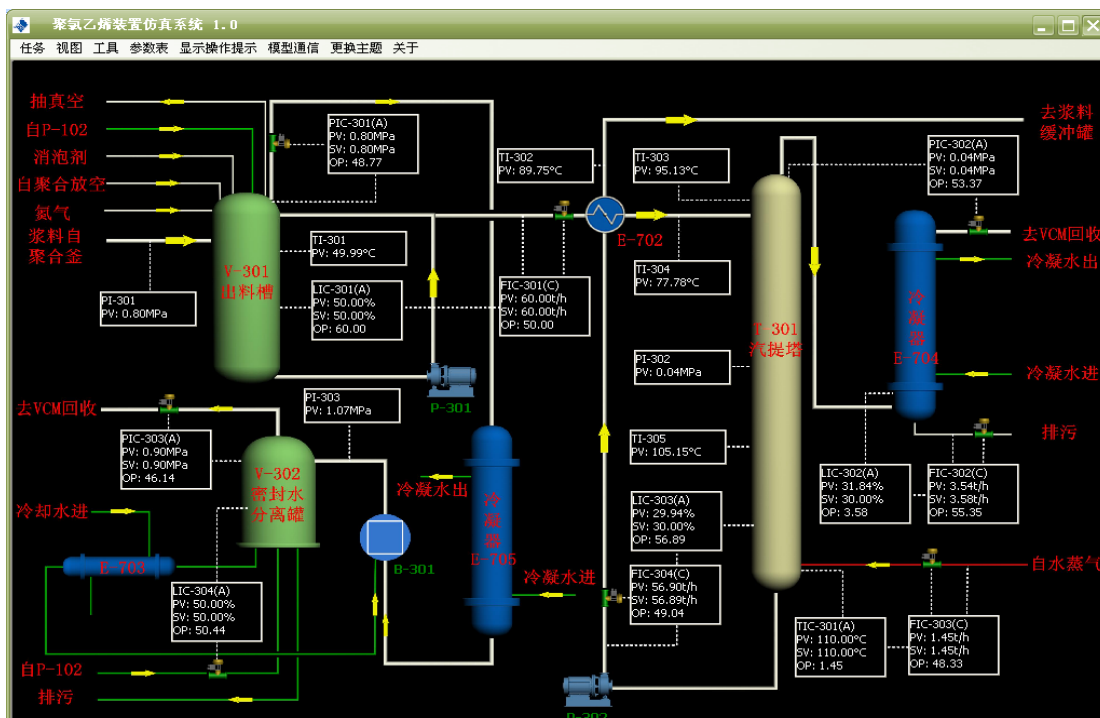 聚氯乙烯装置仿真系统 1.0
任务 视图 工具 参数表 显示操作提示 模型通信 更换主题 关于
抽真空
自P-102
消泡剂
自聚合放空
氮气
浆料自
聚合釜
PI-301
PV: 0.80MPa
V-301
出料槽
PIC-301(A)
PV: 0.80MPa
SV: 0.80MPa
OP: 48.77
TI-301
PV: 49.99°C
LIC-301(A)
PV: 50.00%
SV: 50.00%
OP: 60.00
P-301
TI-302
PV: 89.75°C
FIC-301(C)
PV: 60.00t/h
SV: 60.00t/h
OP: 50.00
E-702
TI-303
PV: 95.13°C
TI-304
PV: 77.78°C
PI-302
PV: 0.04MPa
TI-305
PV: 105.15°C
T-301
汽提塔
去浆料
缓冲罐
PIC-302(A)
PV: 0.04MPa
SV: 0.04MPa
OP: 53.37
去VCM回收
冷凝水出
冷凝器
E-704
冷凝水进
排污
LIC-302(A)
PV: 31.84%
SV: 30.00%
OP: 3.58
FIC-302(C)
PV: 3.54t/h
SV: 3.58t/h
OP: 55.35
去VCM回收
PIC-303(A)
PV: 0.90MPa
SV: 0.90MPa
OP: 46.14
PI-303
PV: 1.07MPa
V-302
密封水
分离罐
冷却水进
E-703
LIC-304(A)
PV: 50.00%
SV: 50.00%
OP: 50.44
自P-102
排污
B-301
冷凝水出
冷凝器
E-705
冷凝水进
LIC-303(A)
PV: 29.94%
SV: 30.00%
OP: 56.89
FIC-304(C)
PV: 56.90t/h
SV: 56.89t/h
OP: 49.04
P-302
自水蒸气
TIC-301(A)
PV: 110.00°C
SV: 110.00°C
OP: 1.45
FIC-303(C)
PV: 1.45t/h
SV: 1.45t/h
OP: 48.33